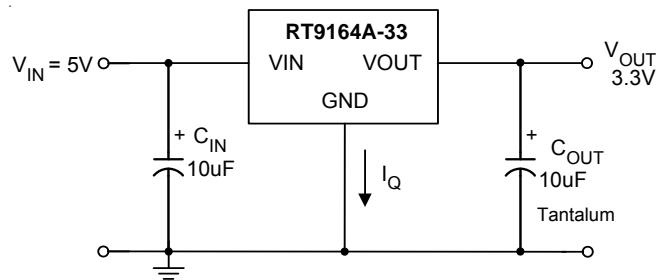 RT9164A-33
VIN VOUT
GND
V_IN = 5V
V_OUT
3.3V
+ C_IN
10uF
I_Q
+
C_OUT
10uF
Tantalum